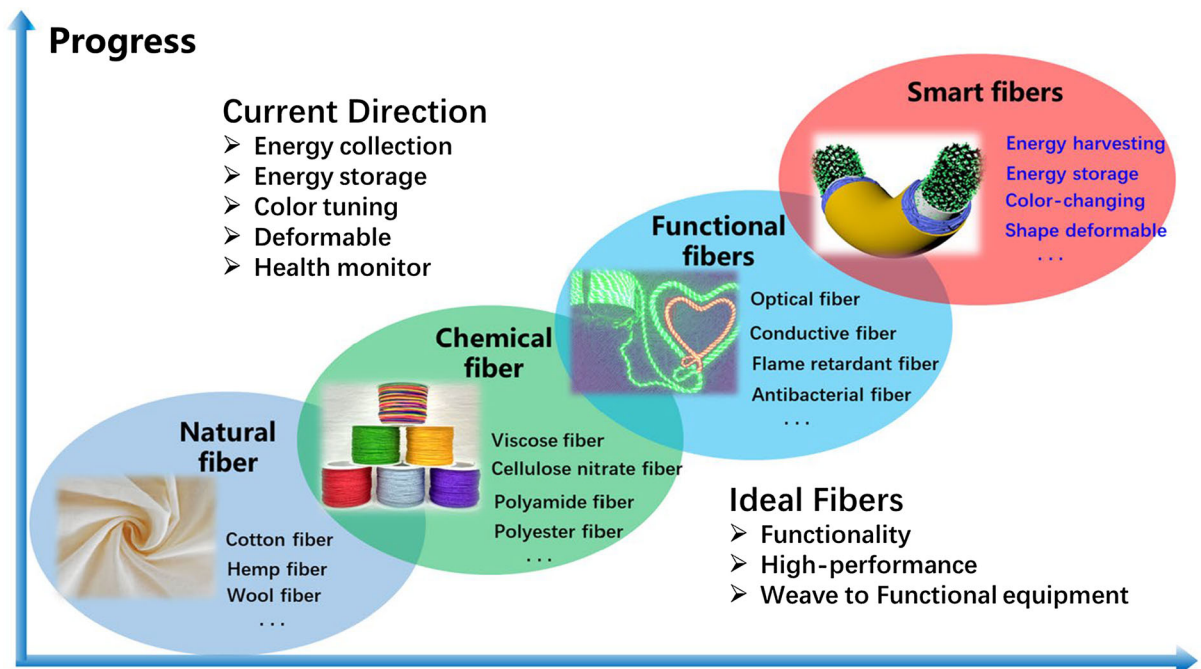 Progress
Current Direction
➢ Energy collection
➢ Energy storage
➢ Color tuning
➢ Deformable
➢ Health monitor
Smart fibers
Energy harvesting
Energy storage
Color-changing
Shape deformable
...
Functional
fibers
Optical fiber
Conductive fiber
Flame retardant fiber
Antibacterial fiber
...
Chemical
fiber
Viscose fiber
Cellulose nitrate fiber
Polyamide fiber
Polyester fiber
...
Natural
fiber
Cotton fiber
Hemp fiber
Wool fiber
...
Ideal Fibers
➢ Functionality
➢ High-performance
➢ Weave to Functional equipment